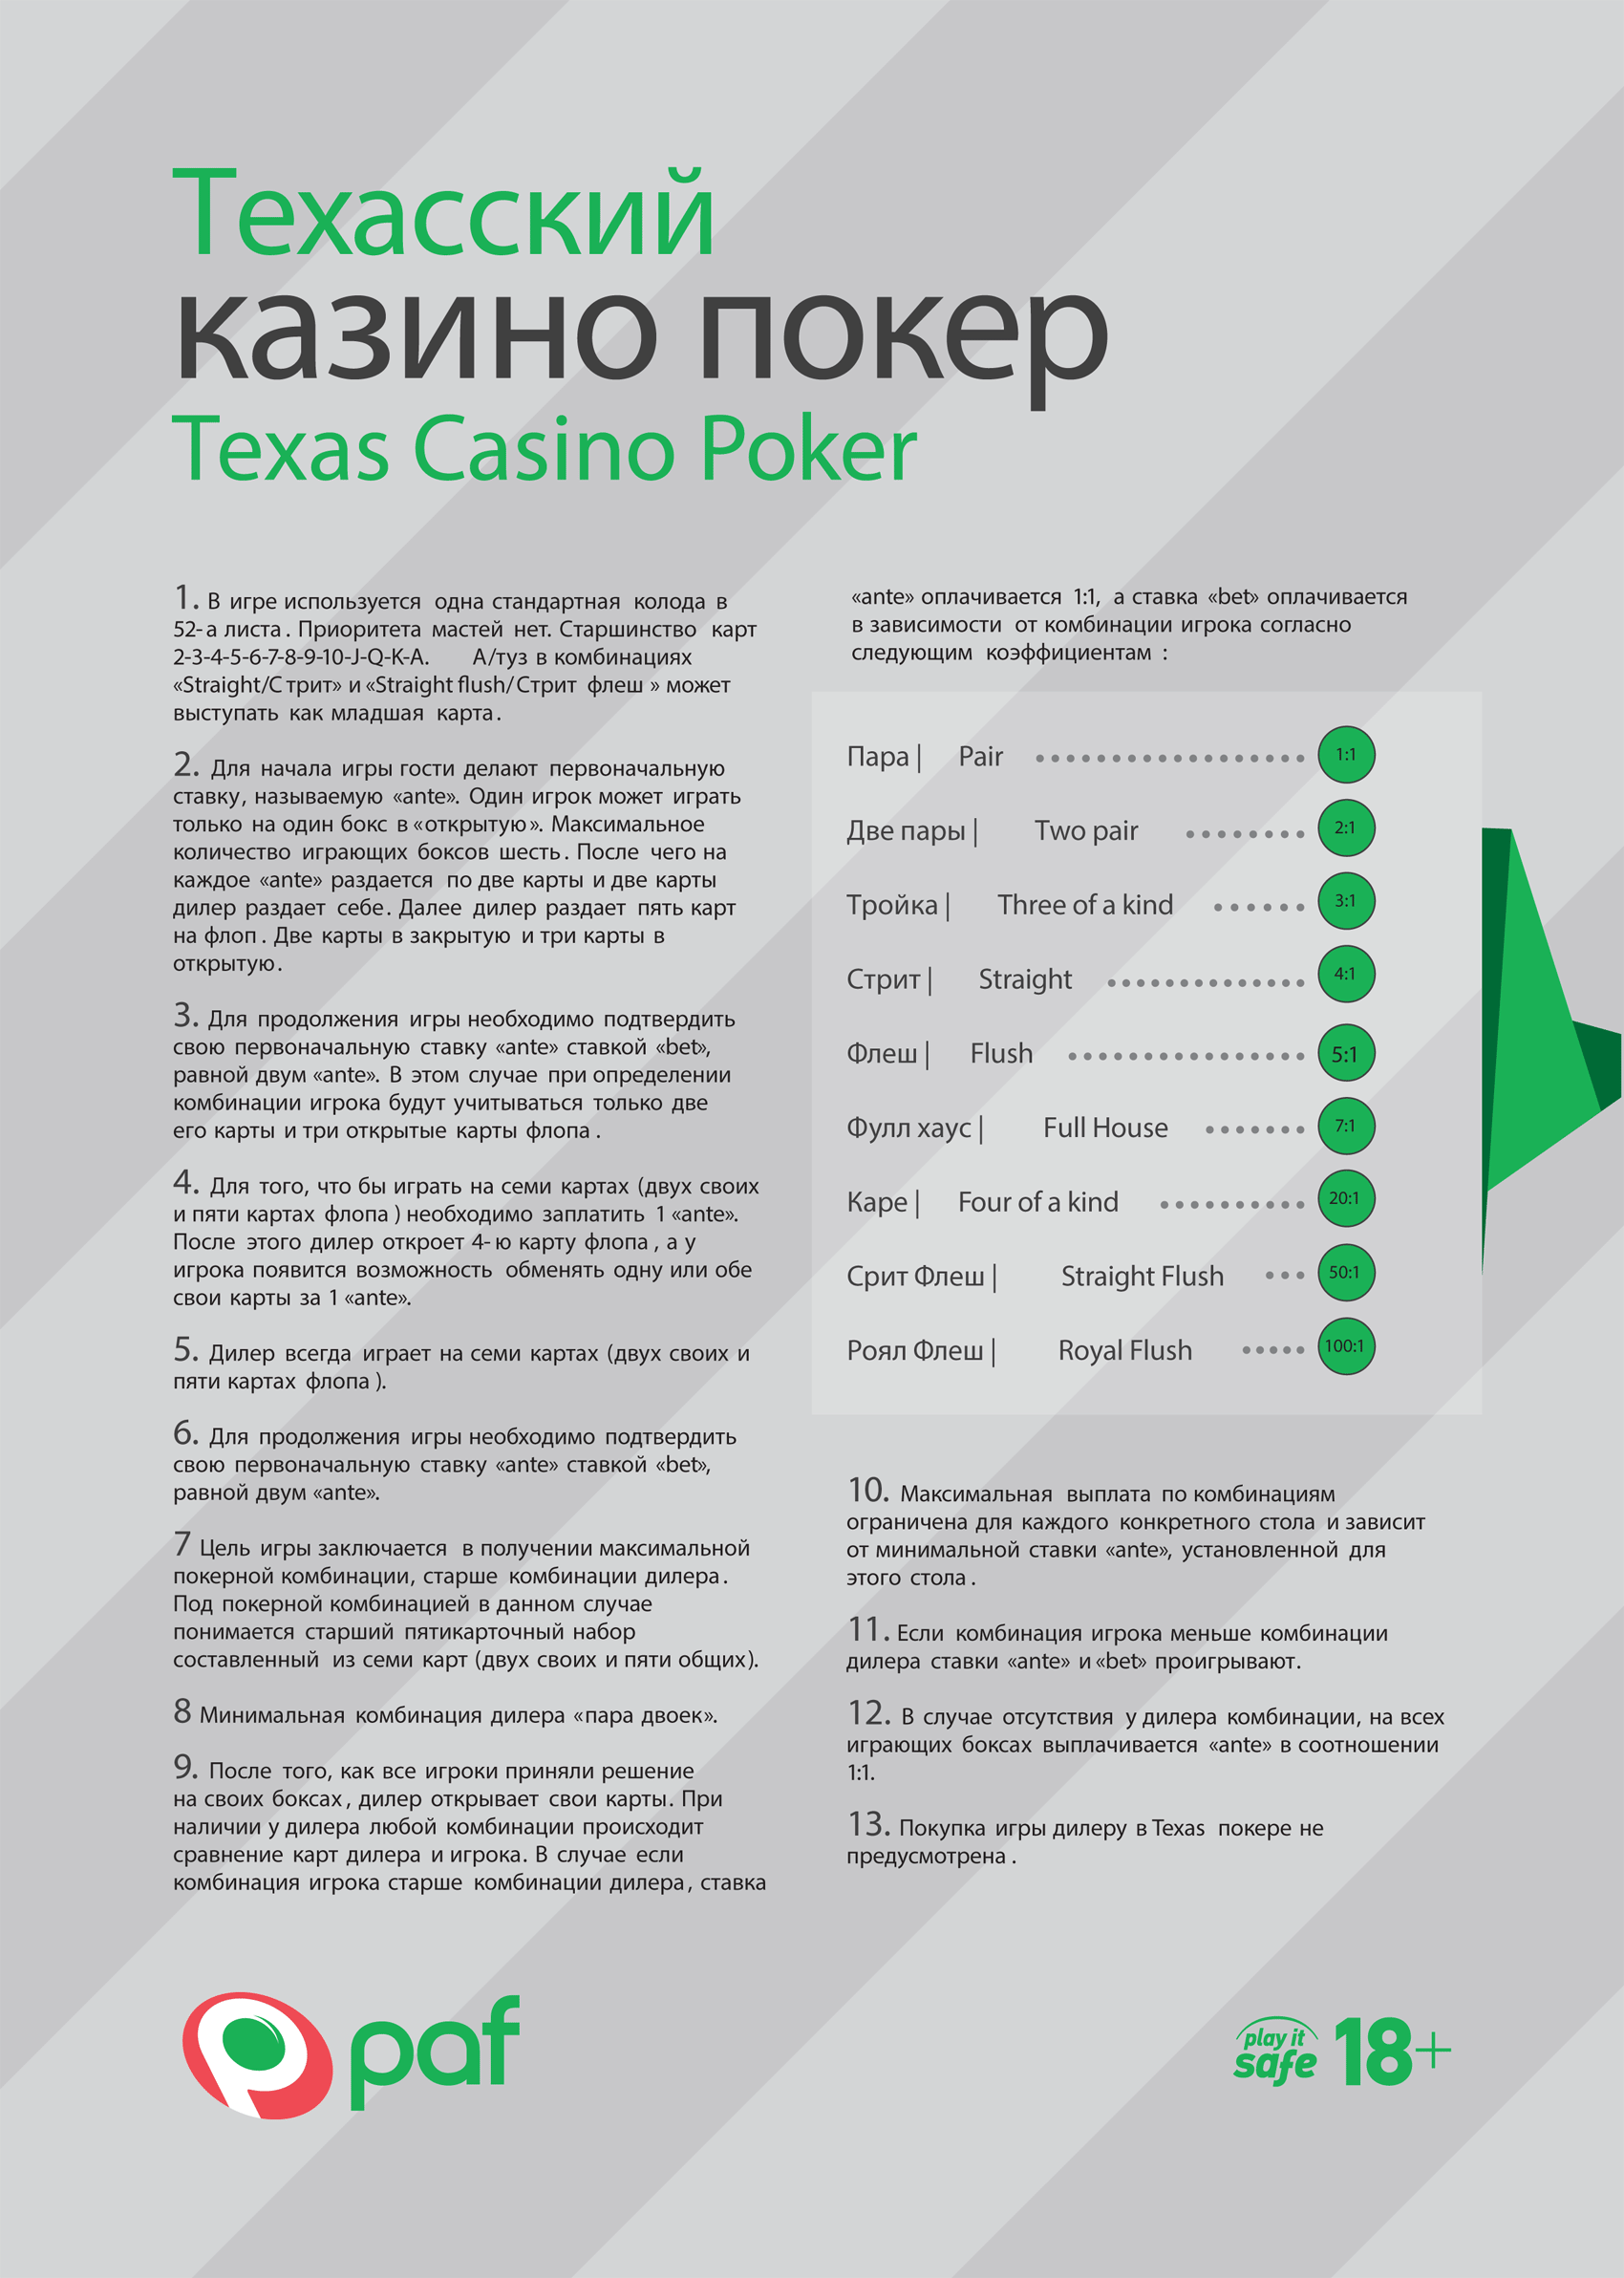 Техасский
казино покер
Texas Casino Poker
1. В игре используется одна стандартная колода в
52-а листа. Приоритета мастей нет. Старшинство карт
2-3-4-5-6-7-8-9-10-J-Q-K-A. А/туз в комбинациях
«Straight/Стрит» и «Straight flush/Стрит флеш » может
выступать как младшая карта.
2. Для начала игры гости делают первоначальную
ставку, называемую «ante». Один игрок может играть
только на один бокс в «открытую». Максимальное
количество играющих боксов шесть. После чего на
каждое «ante» раздается по две карты и две карты
дилер раздает себе. Далее дилер раздает пять карт
на флоп. Две карты в закрытую и три карты в
открытую.
3. Для продолжения игры необходимо подтвердить
свою первоначальную ставку «ante» ставкой «bet»,
равной двум «ante». В этом случае при определении
комбинации игрока будут учитываться только две
его карты и три открытые карты флопа .
4. Для того, что бы играть на семи картах (двух своих
и пяти картах флопа ) необходимо заплатить 1 «ante».
После этого дилер откроет 4-ю карту флопа , а у
игрока появится возможность обменять одну или обе
свои карты за 1 «ante».
5. Дилер всегда играет на семи картах (двух своих и
пяти картах флопа ).
6. Для продолжения игры необходимо подтвердить
свою первоначальную ставку «ante» ставкой «bet»,
равной двум «ante».
7 Цель игры заключается в получении максимальной
покерной комбинации, старше комбинации дилера.
Под покерной комбинацией в данном случае
понимается старший пятикарточный набор
составленный из семи карт (двух своих и пяти общих).
8 Минимальная комбинация дилера «пара двоек».
9. После того, как все игроки приняли решение
на своих боксах, дилер открывает свои карты. При
наличии у дилера любой комбинации происходит
сравнение карт дилера и игрока. В случае если
комбинация игрока старше комбинации дилера, ставка
«ante» оплачивается 1:1, а ставка «bet» оплачивается
в зависимости от комбинации игрока согласно
следующим коэффициентам :
Пара | Pair 1:1
Две пары | Two pair 2:1
Тройка | Three of a kind 3:1
Стрит | Straight 4:1
Флеш | Flush 5:1
Фулл хаус | Full House 7:1
Каре | Four of a kind 20:1
Срит Флеш | Straight Flush 50:1
Роял Флеш | Royal Flush 100:1
10. Максимальная выплата по комбинациям
ограничена для каждого конкретного стола и зависит
от минимальной ставки «ante», установленной для
этого стола .
11. Если комбинация игрока меньше комбинации
дилера ставки «ante» и «bet» проигрывают.
12. В случае отсутствия у дилера комбинации, на всех
играющих боксах выплачивается «ante» в соотношении
1:1.
13. Покупка игры дилеру в Texas покере не
предусмотрена .
paf
play it
safe
18+